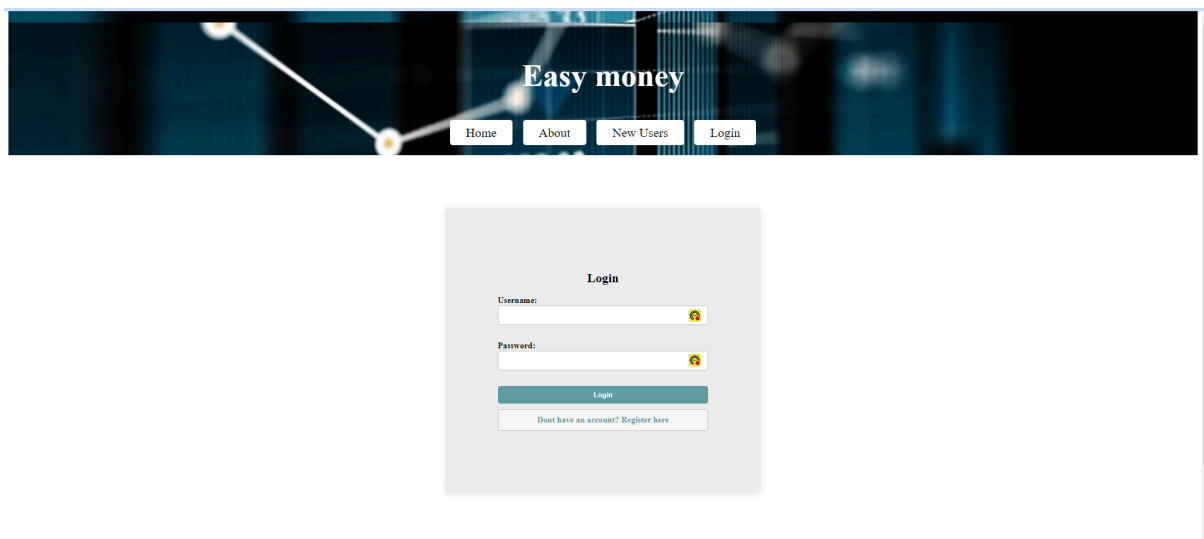 Easy money
Home About New Users Login
Login
Username:
Password:
Login
Dont have an account? Register here